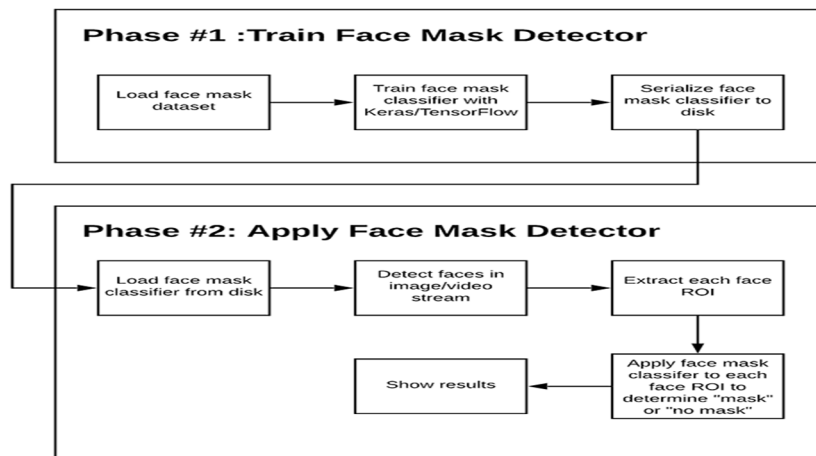 Phase #1 :Train Face Mask Detector
Load face mask
dataset
Train face mask
classifier with
Keras/TensorFlow
Serialize face
mask classifier to
disk
Phase #2: Apply Face Mask Detector
Load face mask
classifier from disk
Detect faces in
image/video
stream
Extract each face
ROI
Apply face mask
classifer to each
face ROI to
determine "mask"
or "no mask"
Show results